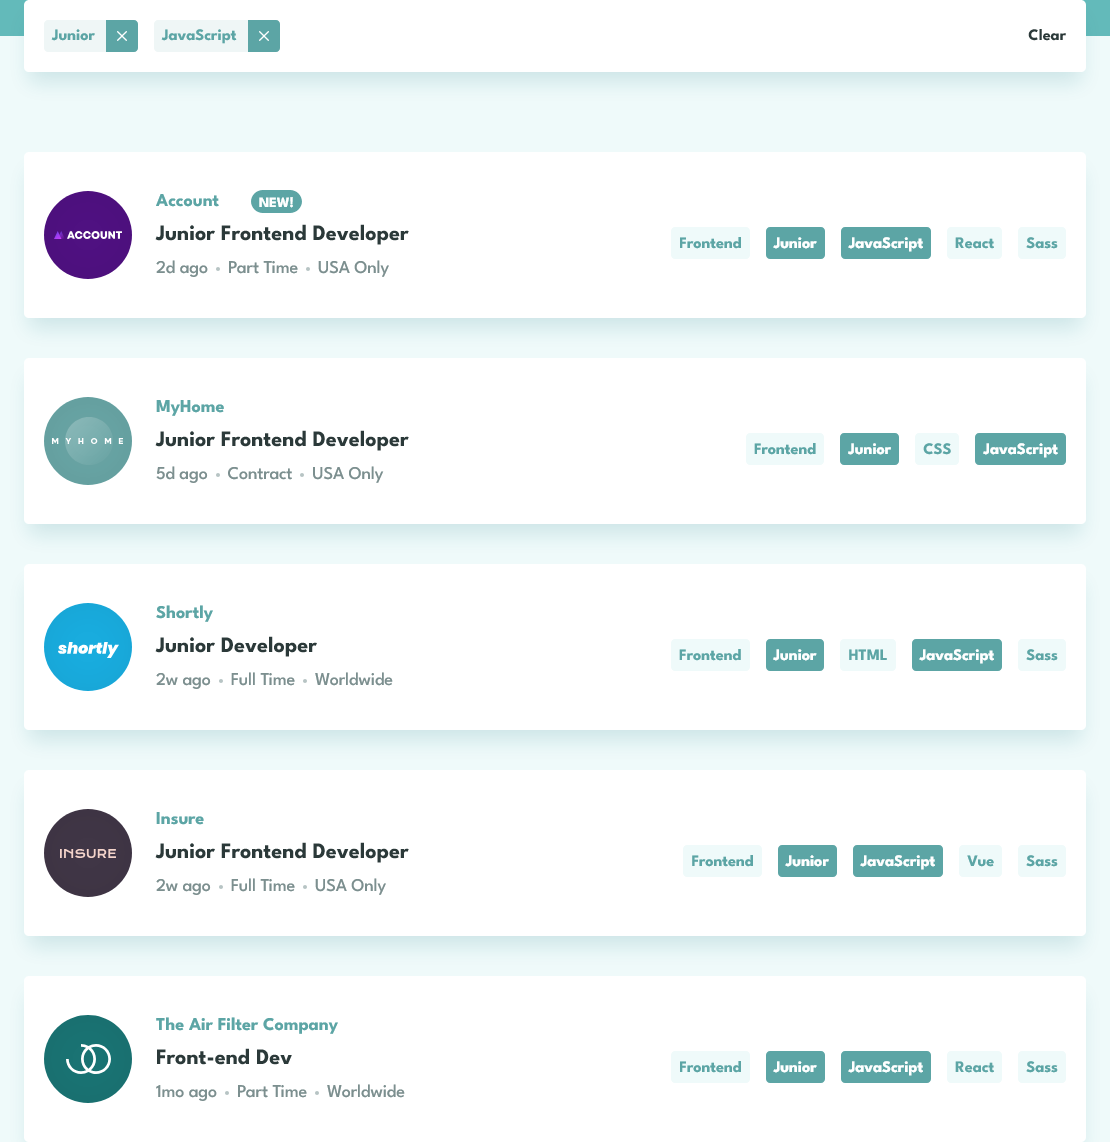 Junior JavaScript Clear
ACCOUNT
Account NEW!
Junior Frontend Developer
2d ago • Part Time • USA Only
Frontend Junior JavaScript React Sass
MYHOME
MyHome
Junior Frontend Developer
5d ago • Contract • USA Only
Frontend Junior CSS JavaScript
shortly
Shortly
Junior Developer
2w ago • Full Time • Worldwide
Frontend Junior HTML JavaScript Sass
INSURE
Insure
Junior Frontend Developer
2w ago • Full Time • USA Only
Frontend Junior JavaScript Vue Sass
The Air Filter Company
Front-end Dev
1mo ago • Part Time • Worldwide
Frontend Junior JavaScript React Sass